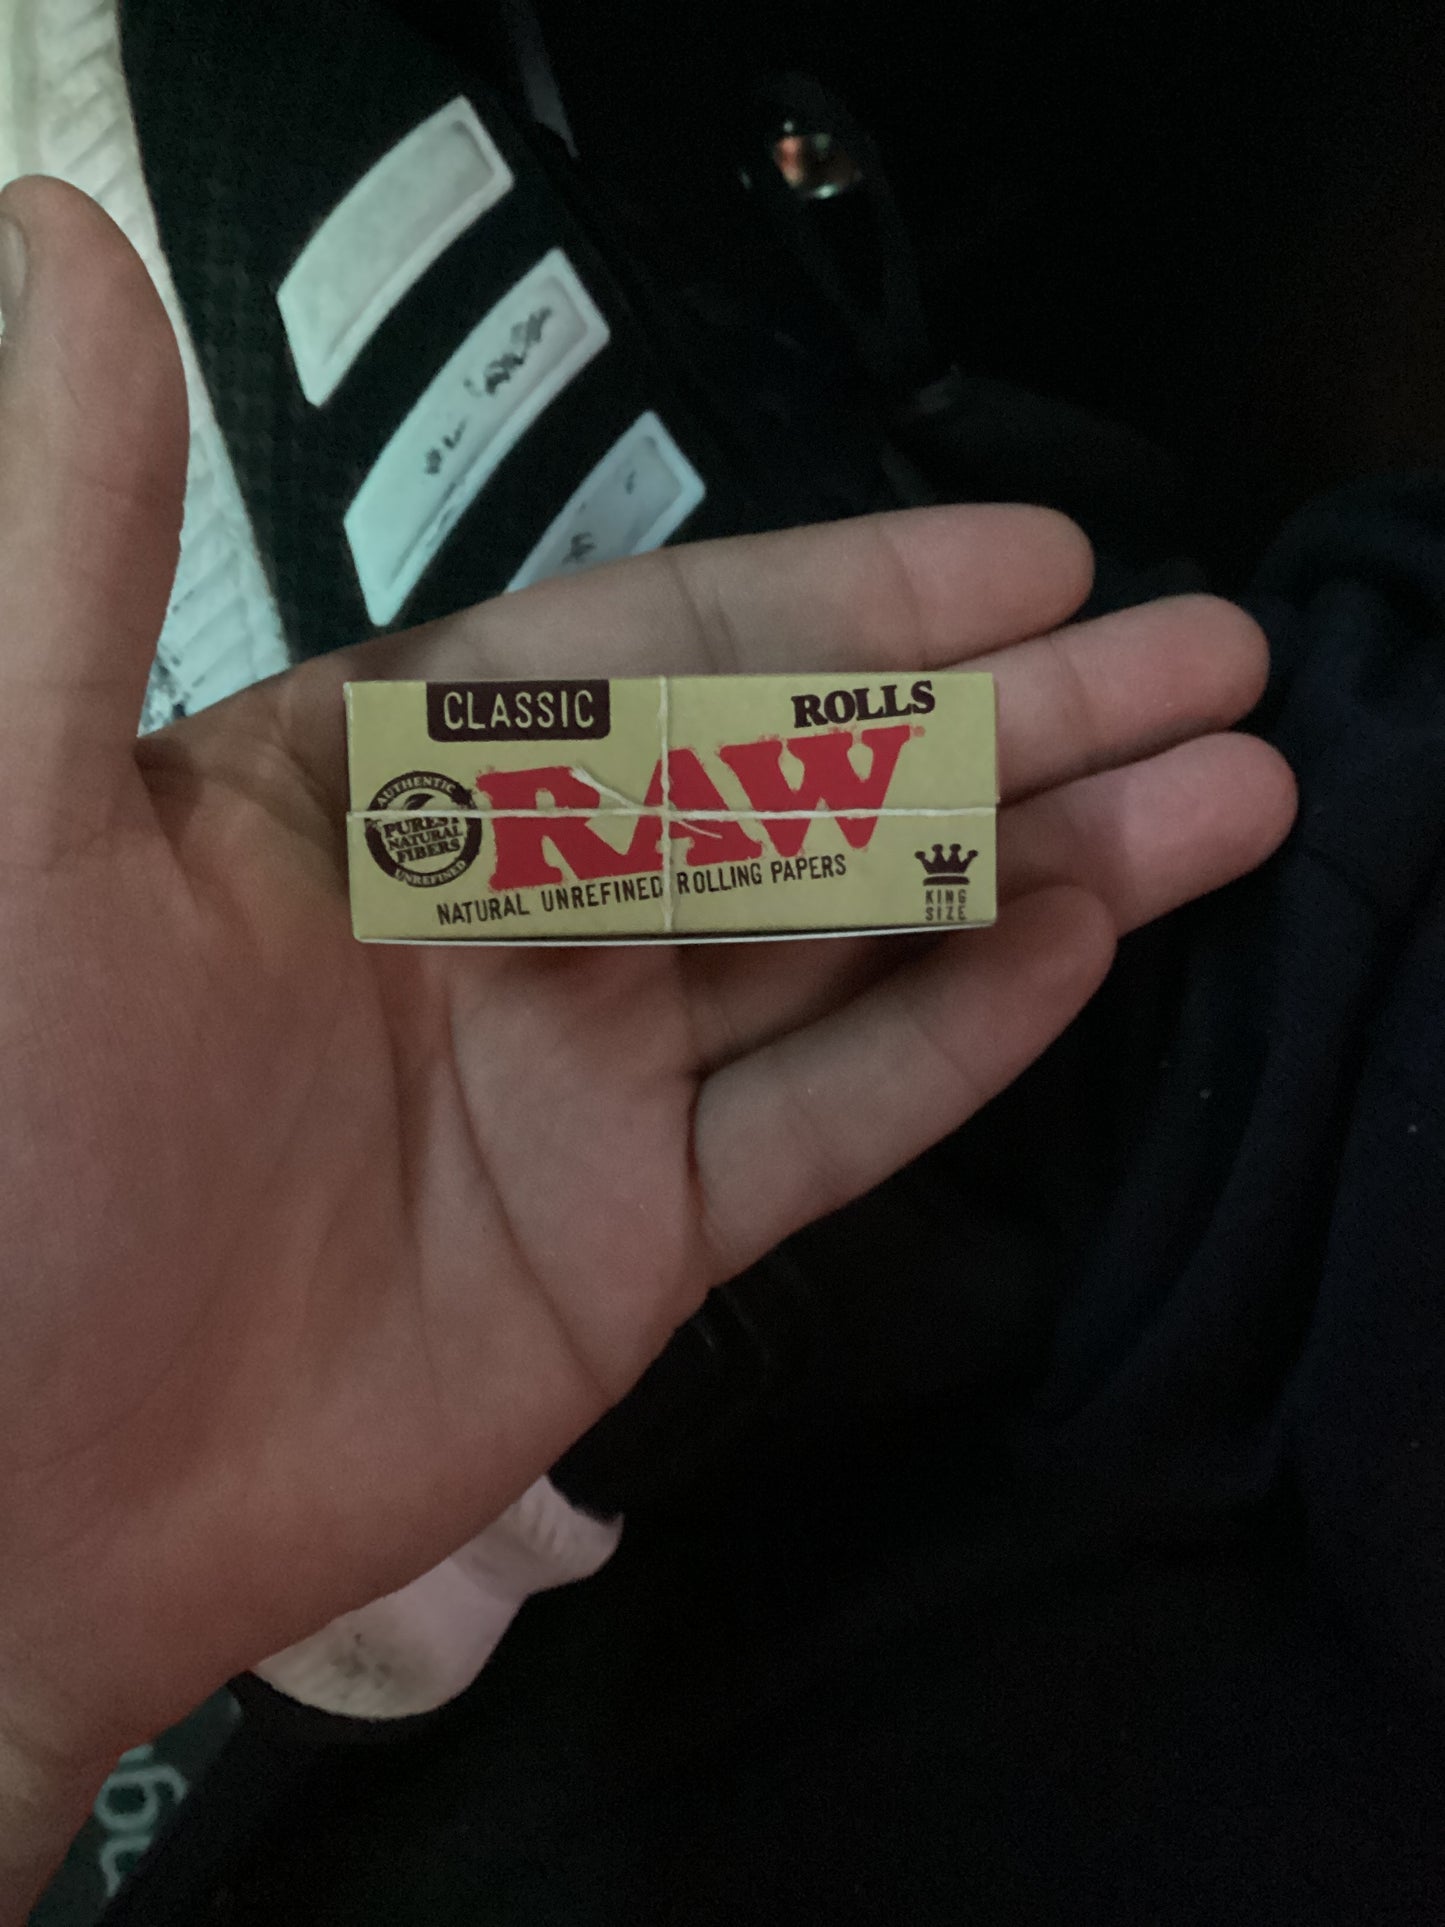 CLASSIC
ROLLS
RAW®
AUTHENTIC
PUREST
NATURAL
FIBERS
UNREFINED
NATURAL UNREFINED ROLLING PAPERS
KING
SIZE